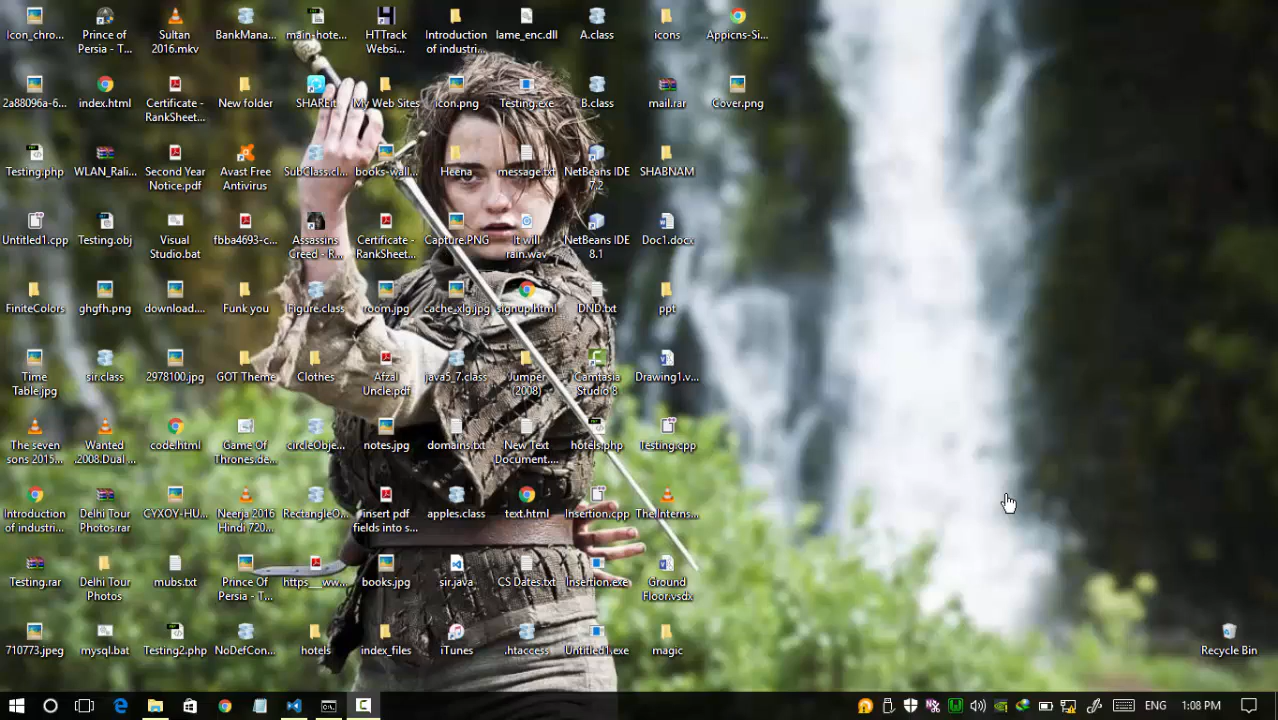 Icon_chro...
Prince of
Persia - T...
Sultan
2016.mkv
BankMana...
main-hote...
HTTrack
Websi...
Introduction
of industri...
lame_enc.dll
A.class
icons
Appicns-Si...
2a88096a-6...
index.html
Certificate -
RankSheet...
New folder
SHAREit
My Web Sites
icon.png
Testing.exe
B.class
mail.rar
Cover.png
Testing.php
WLAN_Rali...
Second Year
Notice.pdf
Avast Free
Antivirus
SubClass.cl...
books-wall...
Heena
message.txt
NetBeans IDE
7.2
SHABNAM
Untitled1.cpp
Testing.obj
Visual
Studio.bat
fbba4693-c...
Assassins
Creed - R...
Certificate -
RankSheet...
Capture.PNG
It will
rain.wav
NetBeans IDE
8.1
Doc1.docx
FiniteColors
ghgfh.png
download....
Funk you
Figure.class
room.jpg
cache_xlg.jpg
signup.html
DND.txt
ppt
Time
Table.jpg
sir.class
2978100.jpg
GOT Theme
Clothes
Afzal
Uncle.pdf
java5_7.class
Jumper
(2008)
Camtasia
Studio 8
Drawing1.v...
The seven
sons 2015...
Wanted
.2008.Dual ...
code.html
Game Of
Thrones.de...
circleObje...
notes.jpg
domains.txt
New Text
Document....
hotels.php
Testing.cpp
Introduction
of industri...
Delhi Tour
Photos.rar
CYXOY-HU...
Neerja 2016
Hindi 720...
RectangleO...
insert pdf
fields into s...
apples.class
text.html
Insertion.cpp
The.Interns...
Testing.rar
Delhi Tour
Photos
mubs.txt
Prince Of
Persia - T...
https__ww...
books.jpg
sir.java
CS Dates.txt
Insertion.exe
Ground
Floor.vsdx
710773.jpeg
mysql.bat
Testing2.php
NoDefCon...
hotels
index_files
iTunes
.htaccess
Untitled1.exe
magic
Recycle Bin
ENG
1:08 PM